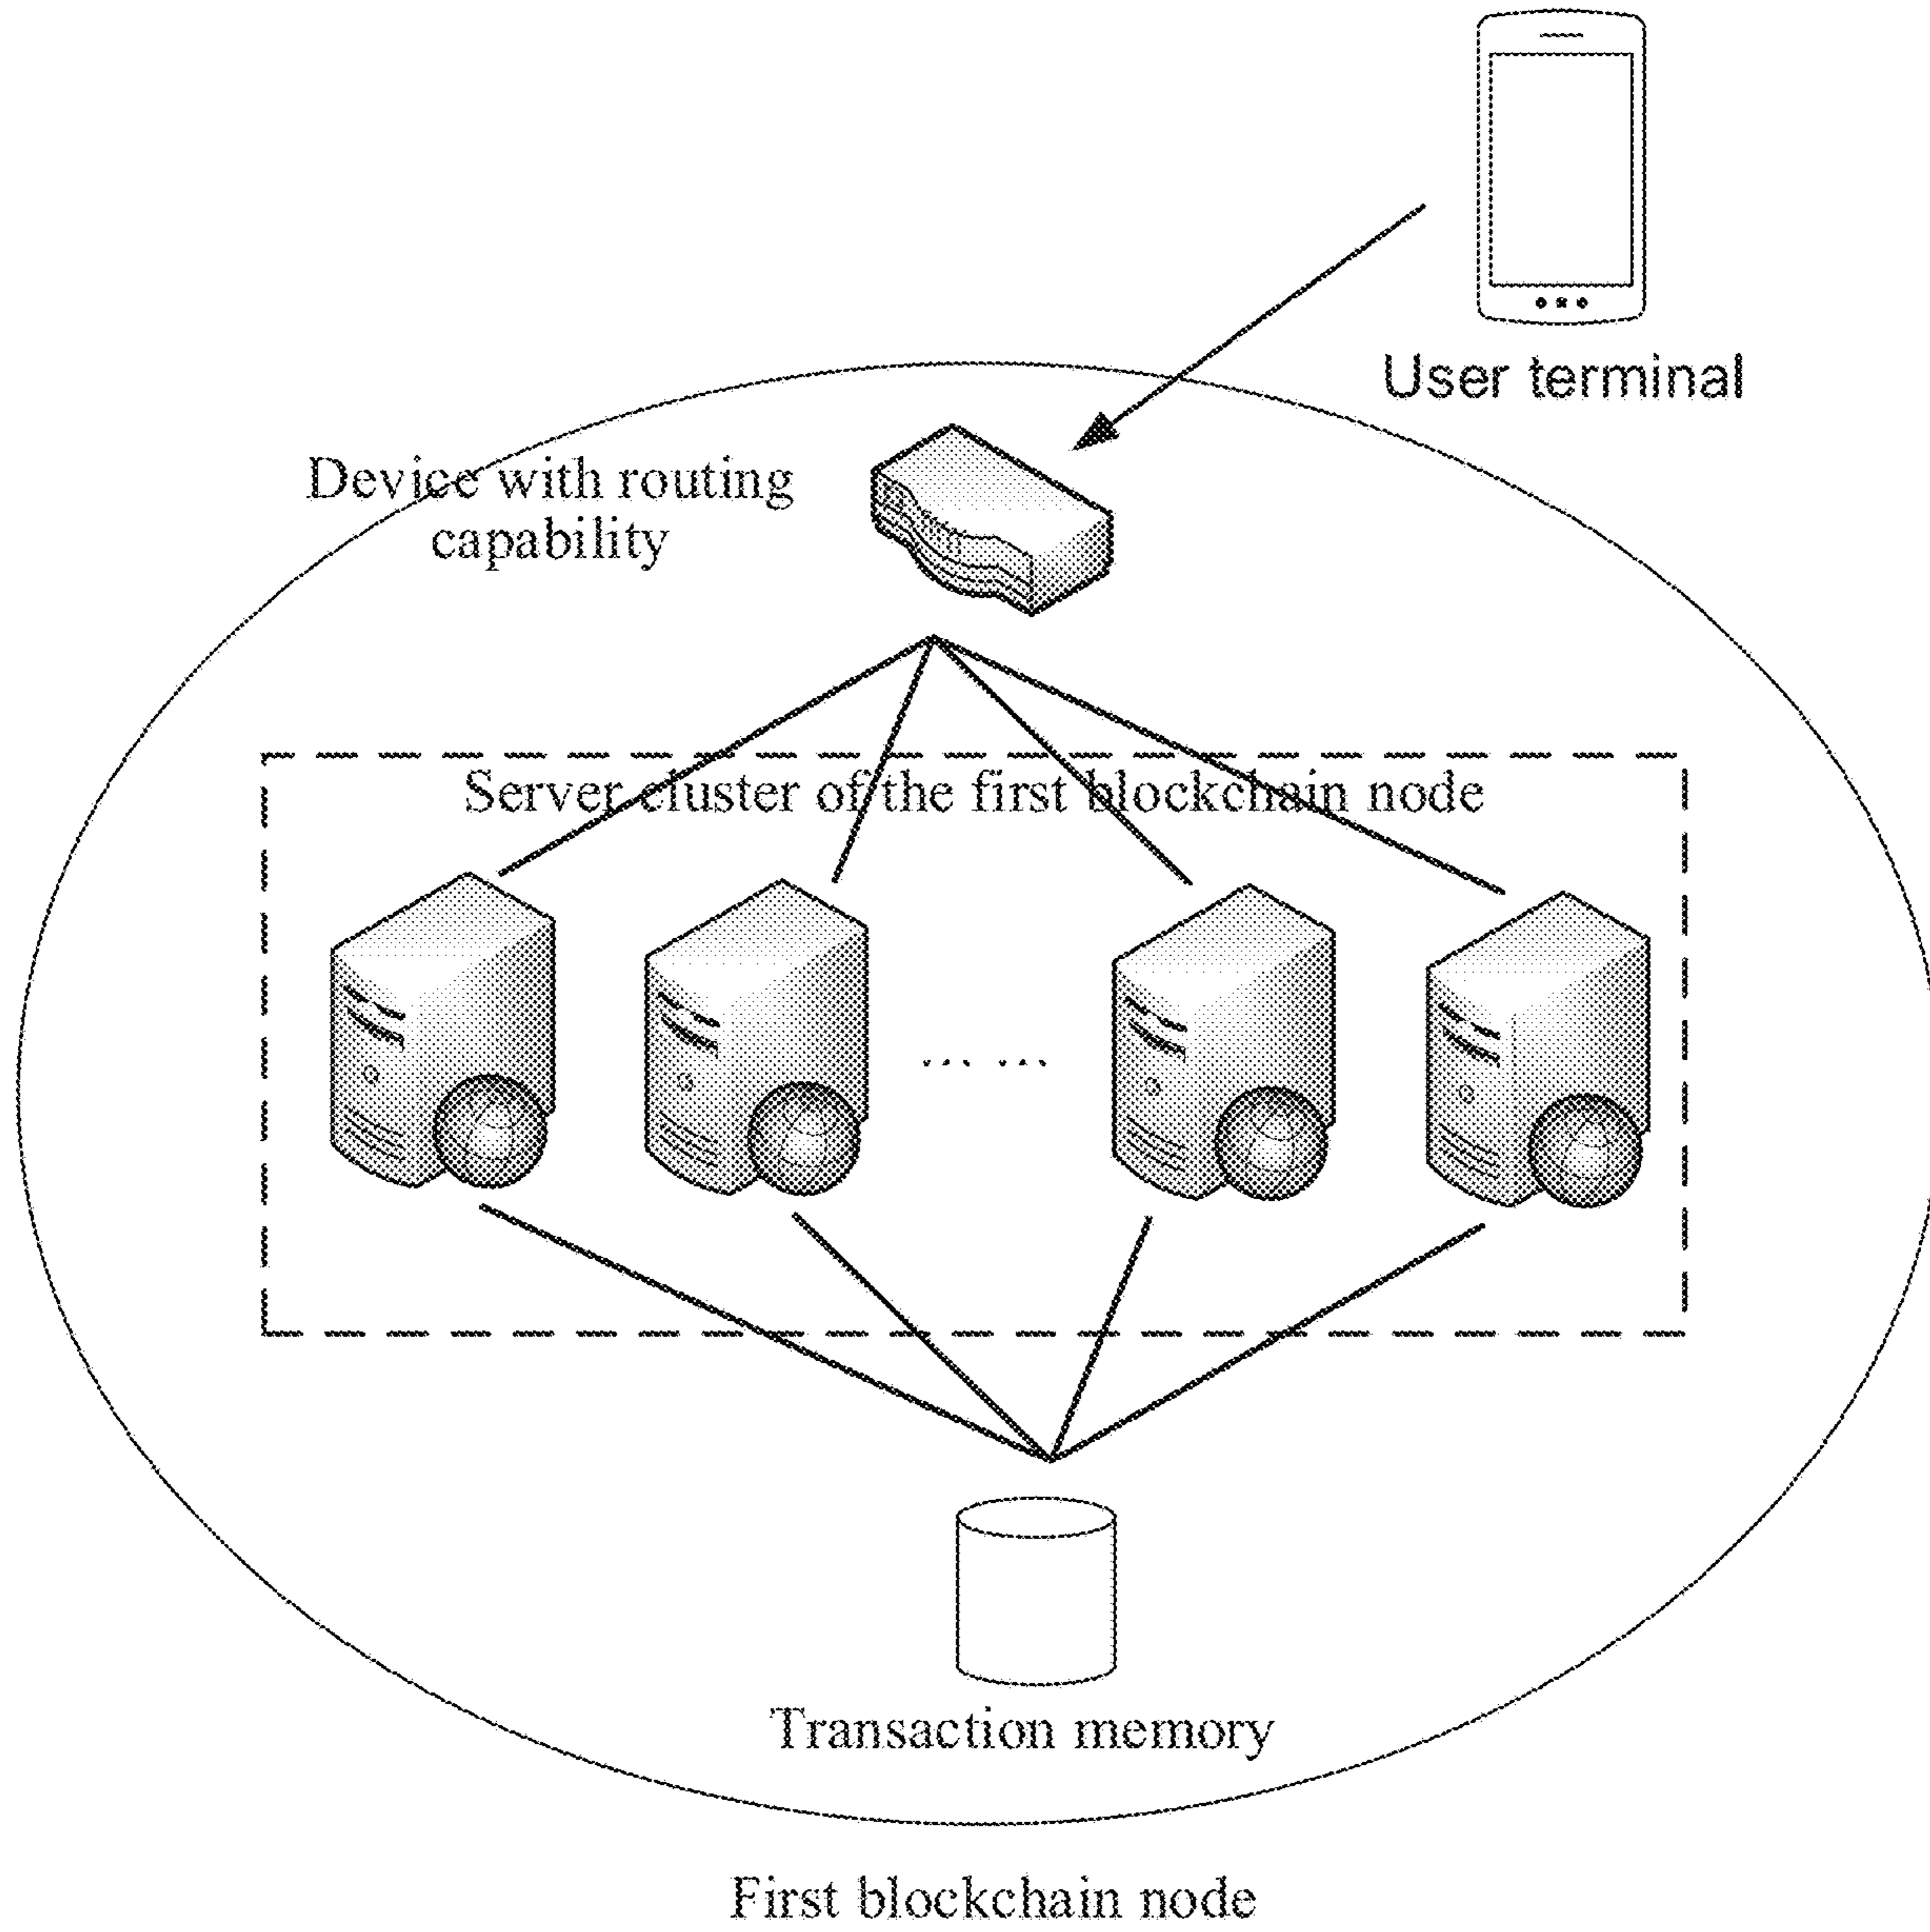 User terminal
Device with routing
capability
Server cluster of the first blockchain node
... ...
Transaction memory
First blockchain node